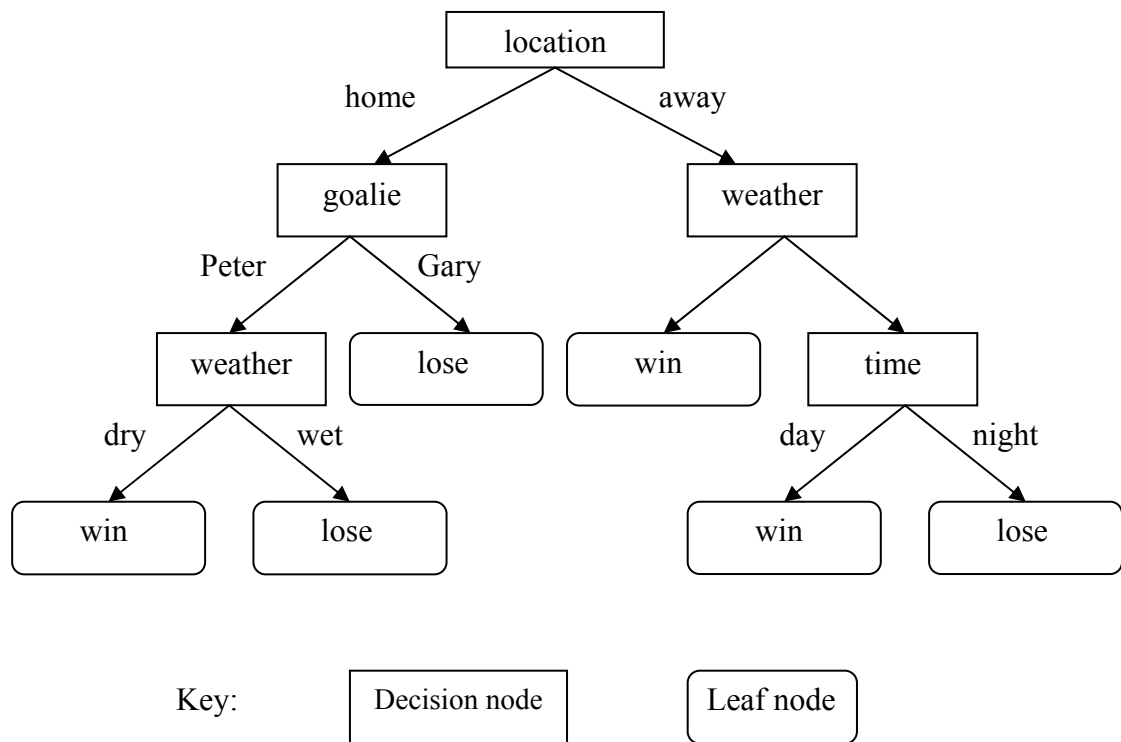 location
home away
goalie weather
Peter Gary
weather lose win time
dry wet day night
win lose win lose
Key: Decision node Leaf node